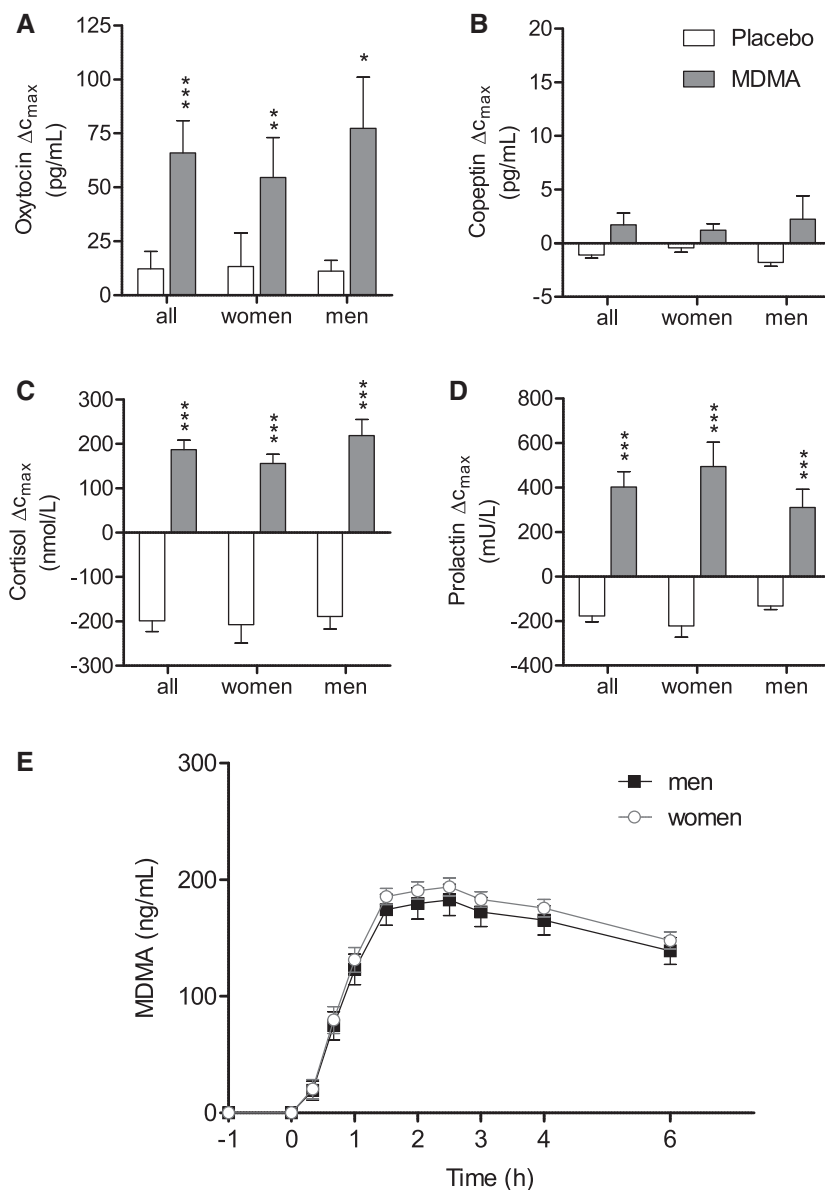 A
Oxytocin Δcmax
(pg/mL)
125
100
75
50
25
0
***
**
*
all
women
men
B
Copeptin Δcmax
(pg/mL)
20
15
10
5
0
-5
Placebo
MDMA
all
women
men
C
Cortisol Δcmax
(nmol/L)
300
200
100
0
-100
-200
-300
***
***
***
all
women
men
D
Prolactin Δcmax
(mU/L)
800
600
400
200
0
-200
-400
***
***
***
all
women
men
E
MDMA (ng/mL)
300
200
100
0
men
women
-1
0
1
2
3
4
6
Time (h)